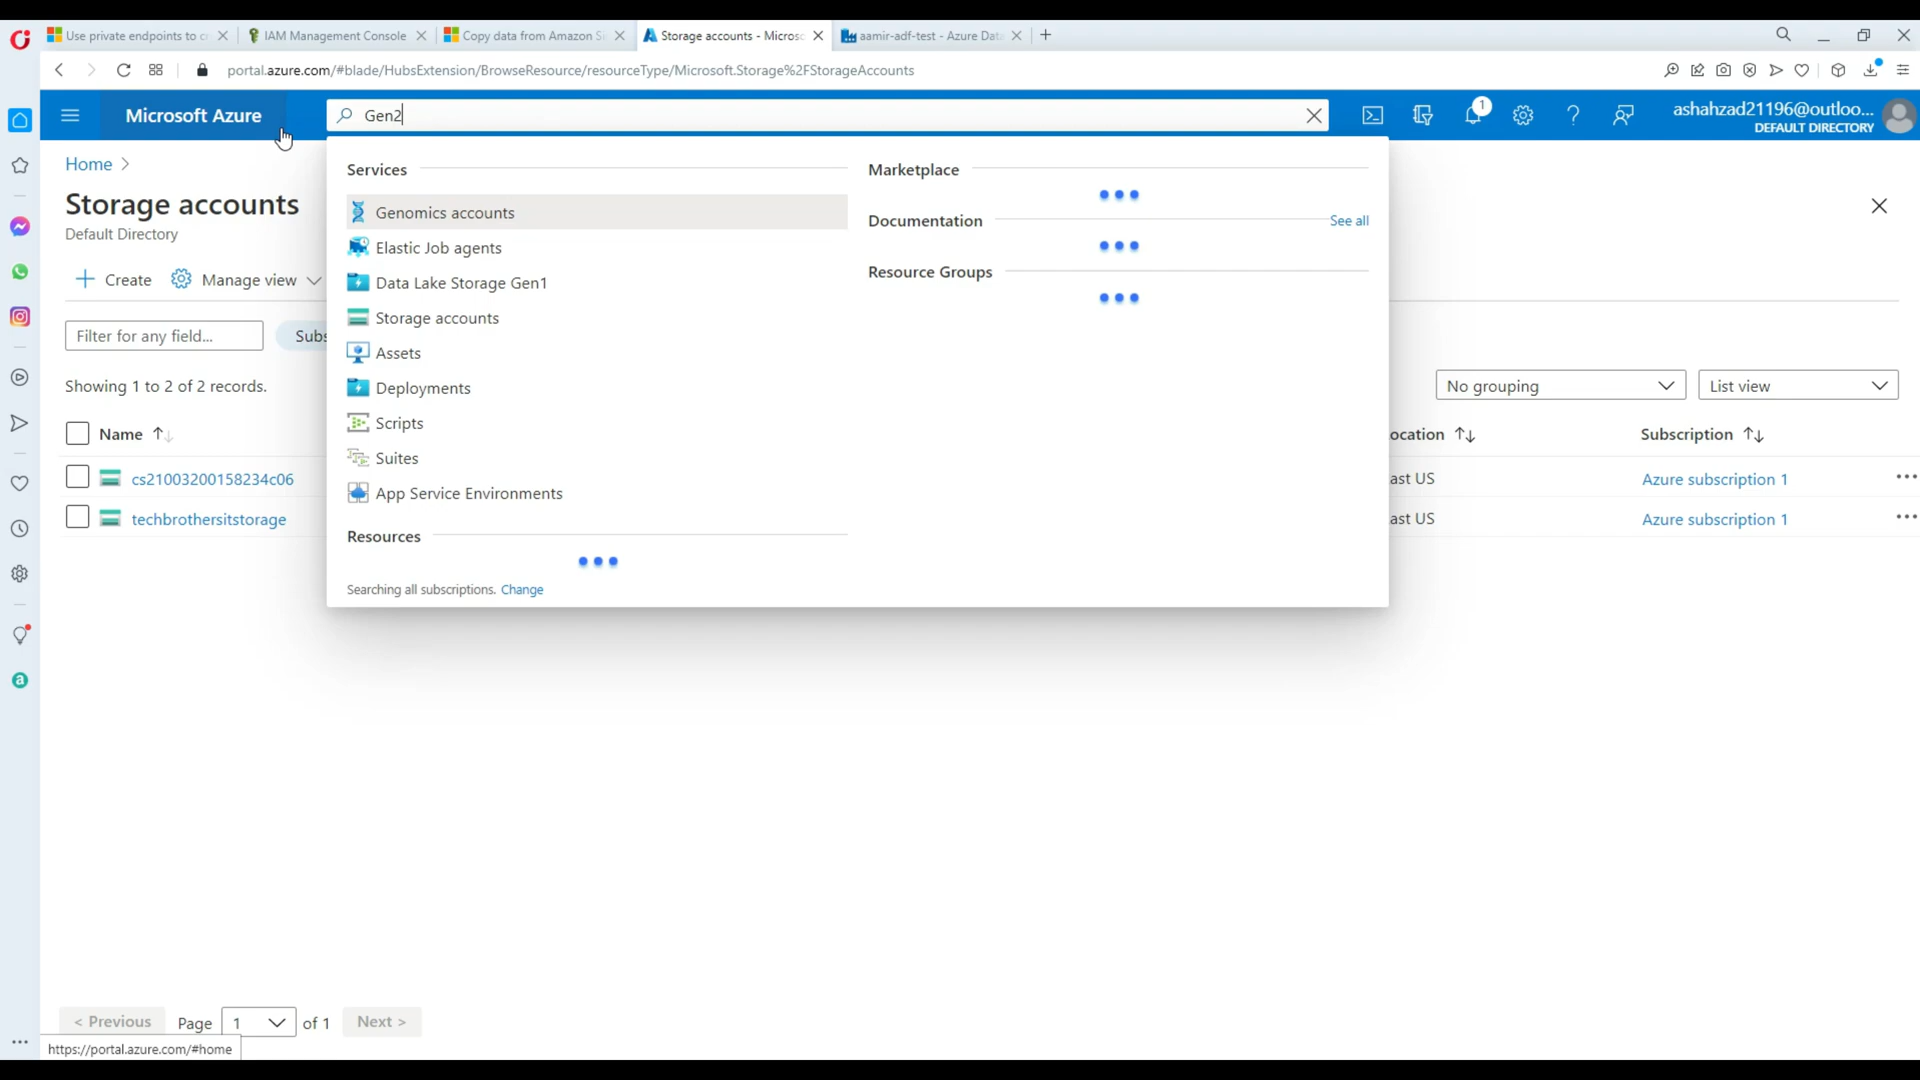 Use private endpoints to c
IAM Management Console
Copy data from Amazon S
Storage accounts - Micros
aamir-adf-test - Azure Dat
portal.azure.com/#blade/HubsExtension/BrowseResource/resourceType/Microsoft.Storage%2FStorageAccounts
Microsoft Azure
Gen2
1
ashahzad21196@outloo...
DEFAULT DIRECTORY
Home >
Storage accounts
Default Directory
+ Create
Manage view
Filter for any field...
Subs
Showing 1 to 2 of 2 records.
No grouping
List view
Name ↑↓
ocation ↑↓
Subscription ↑↓
cs21003200158234c06
ast US
Azure subscription 1
techbrothersitstorage
ast US
Azure subscription 1
Services
Genomics accounts
Elastic Job agents
Data Lake Storage Gen1
Storage accounts
Assets
Deployments
Scripts
Suites
App Service Environments
Resources
Searching all subscriptions. Change
Marketplace
Documentation
See all
Resource Groups
< Previous
Page 1 of 1
Next >
https://portal.azure.com/#home